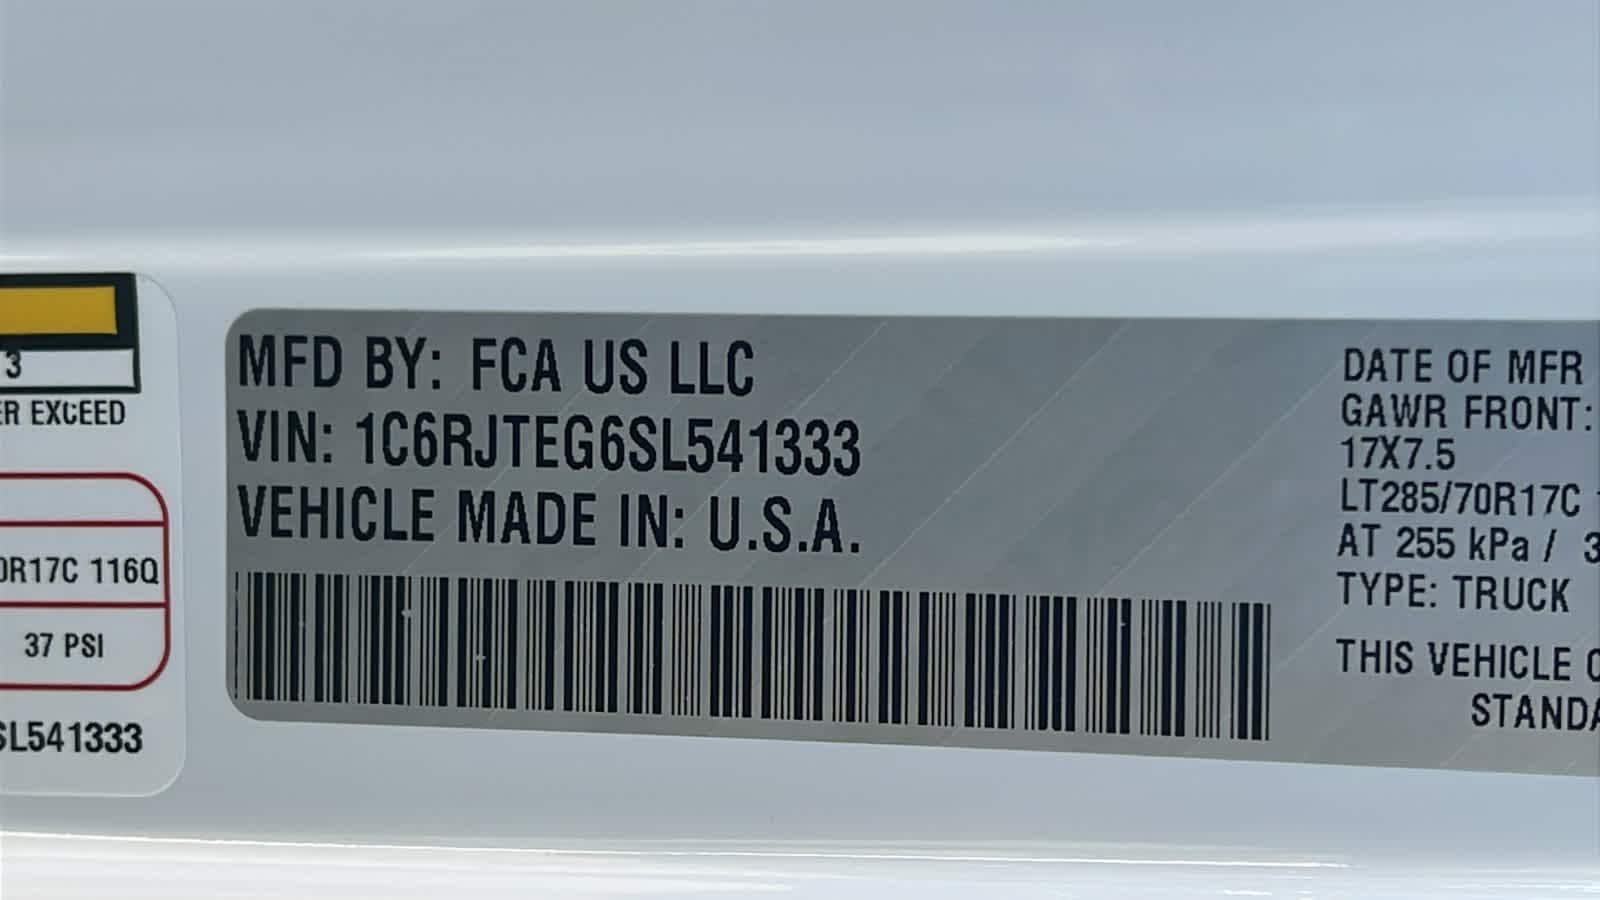 3
ER EXCEED
0R17C 116Q
37 PSI
SL541333
MFD BY: FCA US LLC
VIN: 1C6RJTEG6SL541333
VEHICLE MADE IN: U.S.A.
DATE OF MFR
GAWR FRONT:
17X7.5
LT285/70R17C
AT 255 kPa / 3
TYPE: TRUCK
THIS VEHICLE
STANDA